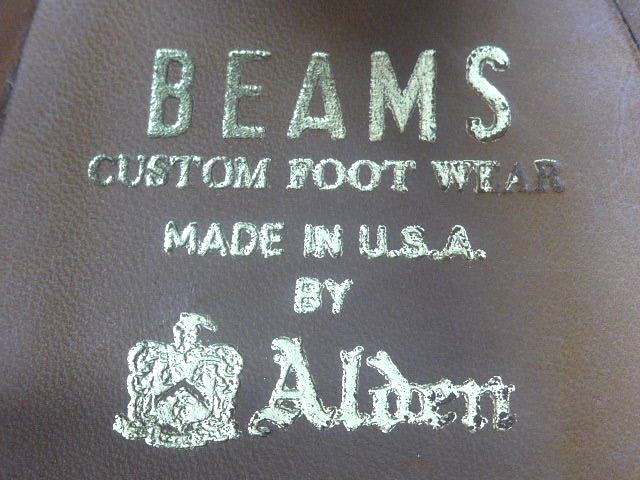 BEAMS
CUSTOM FOOT WEAR
MADE IN U.S.A.
BY
Alden